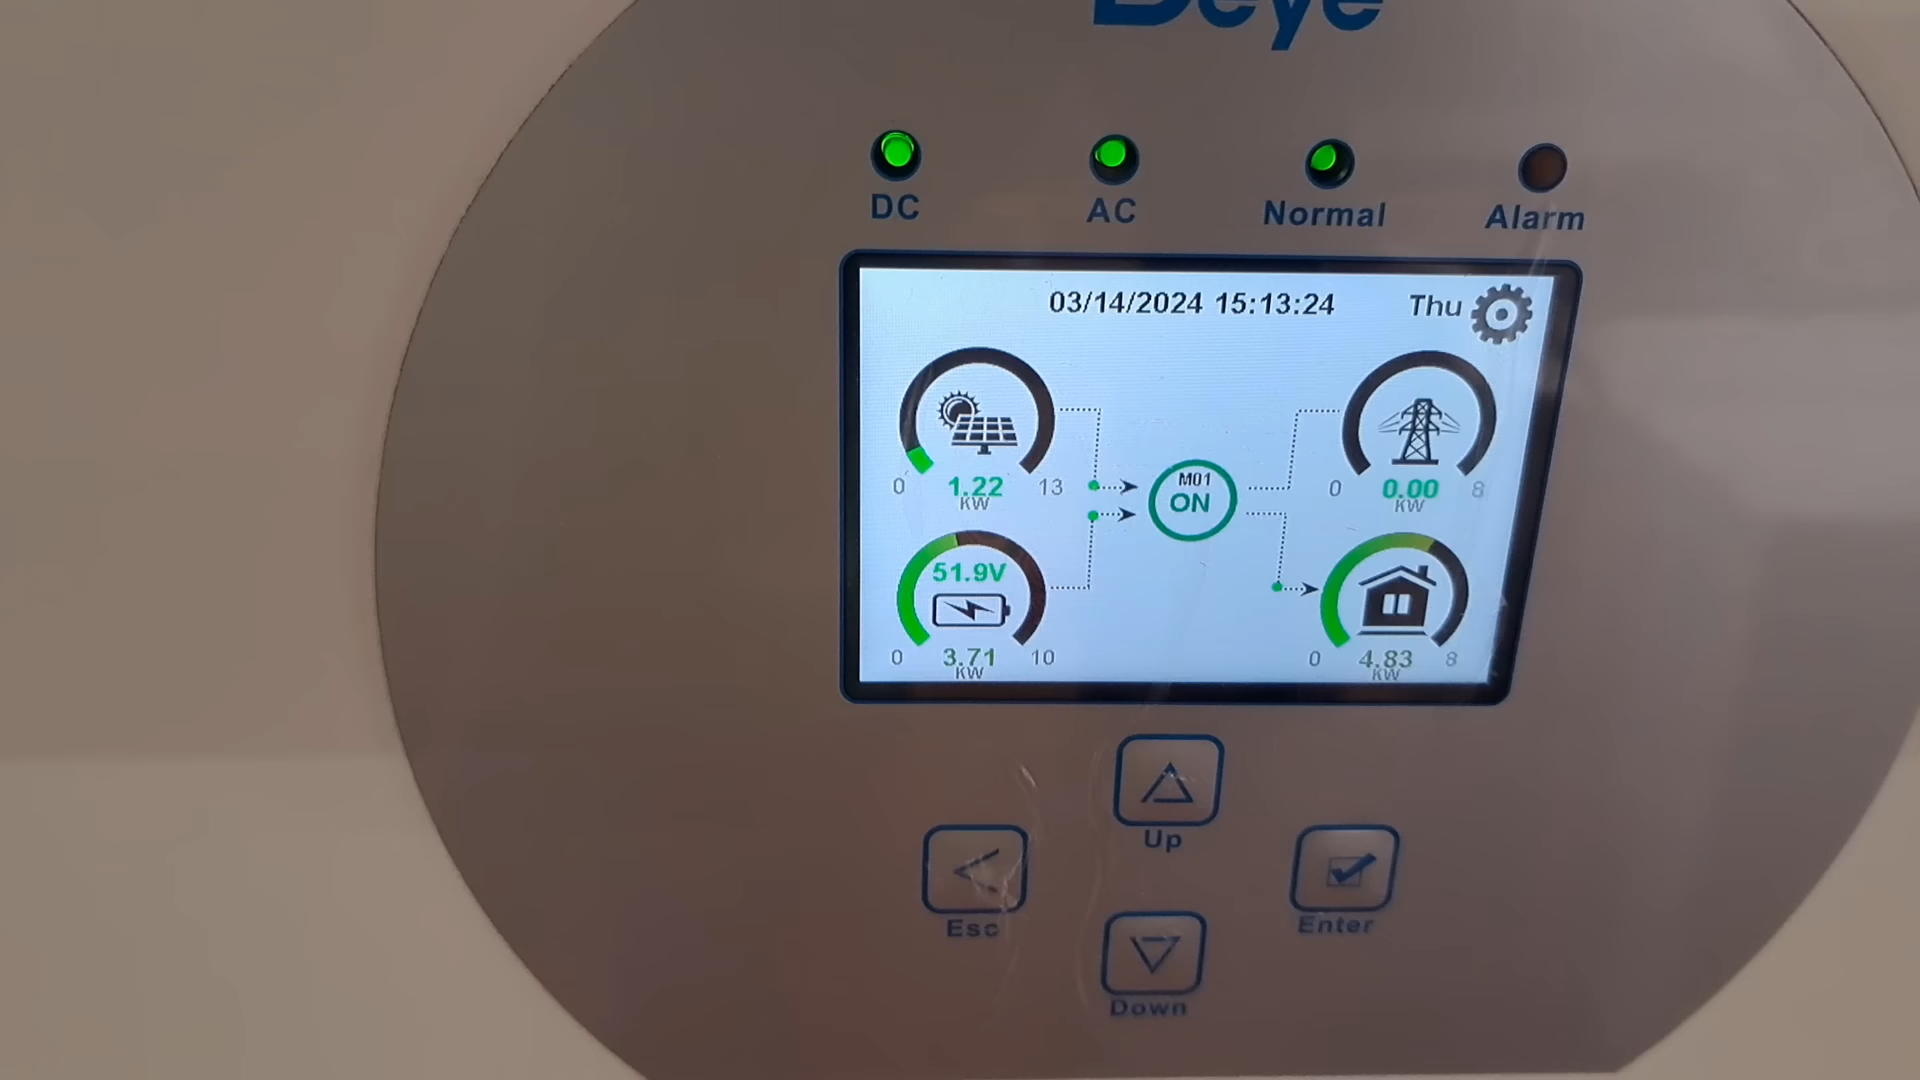 Deye
DC
AC
Normal
Alarm
03/14/2024 15:13:24
Thu
0
1.22
KW
13
M01
ON
0
0.00
KW
8
51.9V
0
3.71
KW
10
0
4.83
KW
8
Up
Esc
Enter
Down